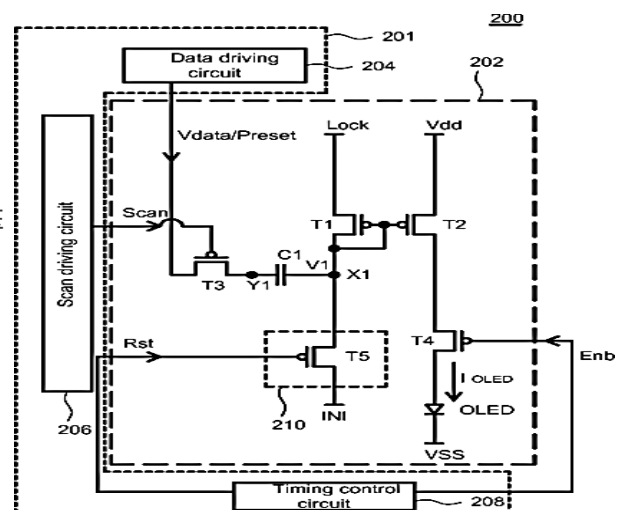 200
201
Data driving
circuit
204
202
Vdata/Preset
Lock
Vdd
Scan
T1
T2
C1
V1
X1
T3
Y1
Scan driving circuit
Rst
T5
T4
Enb
I OLED
OLED
210
INI
VSS
206
Timing control
circuit
208